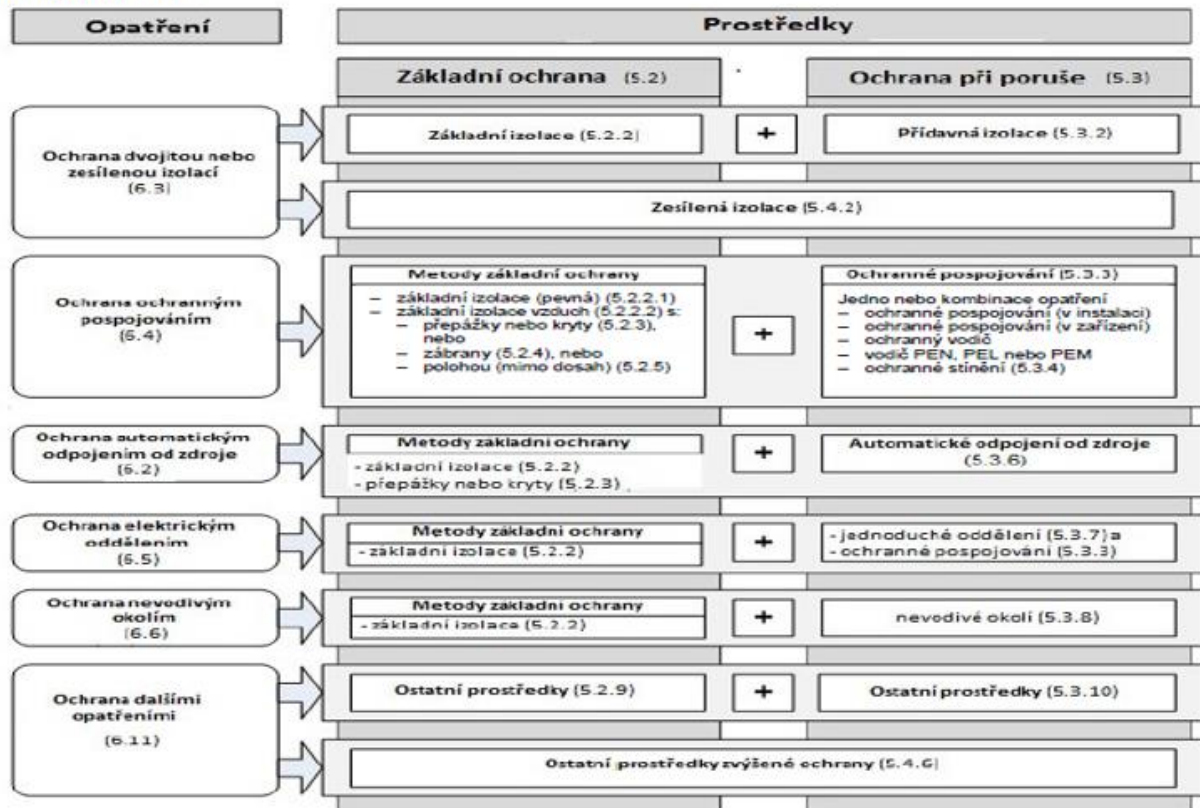 Opatření
Prostředky
Základní ochrana (5.2)
Ochrana při poruše (5.3)
Ochrana dvojitou nebo
zesílenou izolací
(6.3)
Základní izolace (5.2.2)
+
Přídavná izolace (5.3.2)
Zesílená izolace (5.4.2)
Ochrana ochranným
pospojováním
(6.4)
Metody základní ochrany
– základní izolace (pevná) (5.2.2.1)
– základní izolace vzduch (5.2.2.2) s:
– přepážky nebo kryty (5.2.3),
nebo
– zábrany (5.2.4), nebo
– polohou (mimo dosah) (5.2.5)
+
Ochranné pospojování (5.3.3)
Jedno nebo kombinace opatření
– ochranné pospojování (v instalaci)
– ochranné pospojování (v zařízení)
– ochranný vodič
– vodič PEN, PEL nebo PEM
– ochranné stínění (5.3.4)
Ochrana automatickým
odpojením od zdroje
(6.2)
Metody základní ochrany
- základní izolace (5.2.2)
- přepážky nebo kryty (5.2.3)
+
Automatické odpojení od zdroje
(5.3.6)
Ochrana elektrickým
oddělením
(6.5)
Metody základní ochrany
- základní izolace (5.2.2)
+
- jednoduché oddělení (5.3.7) a
- ochranné pospojování (5.3.3)
Ochrana nevodivým
okolím
(6.6)
Metody základní ochrany
- základní izolace (5.2.2)
+
nevodivé okolí (5.3.8)
Ochrana dalšími
opatřeními
(6.11)
Ostatní prostředky (5.2.9)
+
Ostatní prostředky (5.3.10)
Ostatní prostředky zvýšené ochrany (5.4.6)